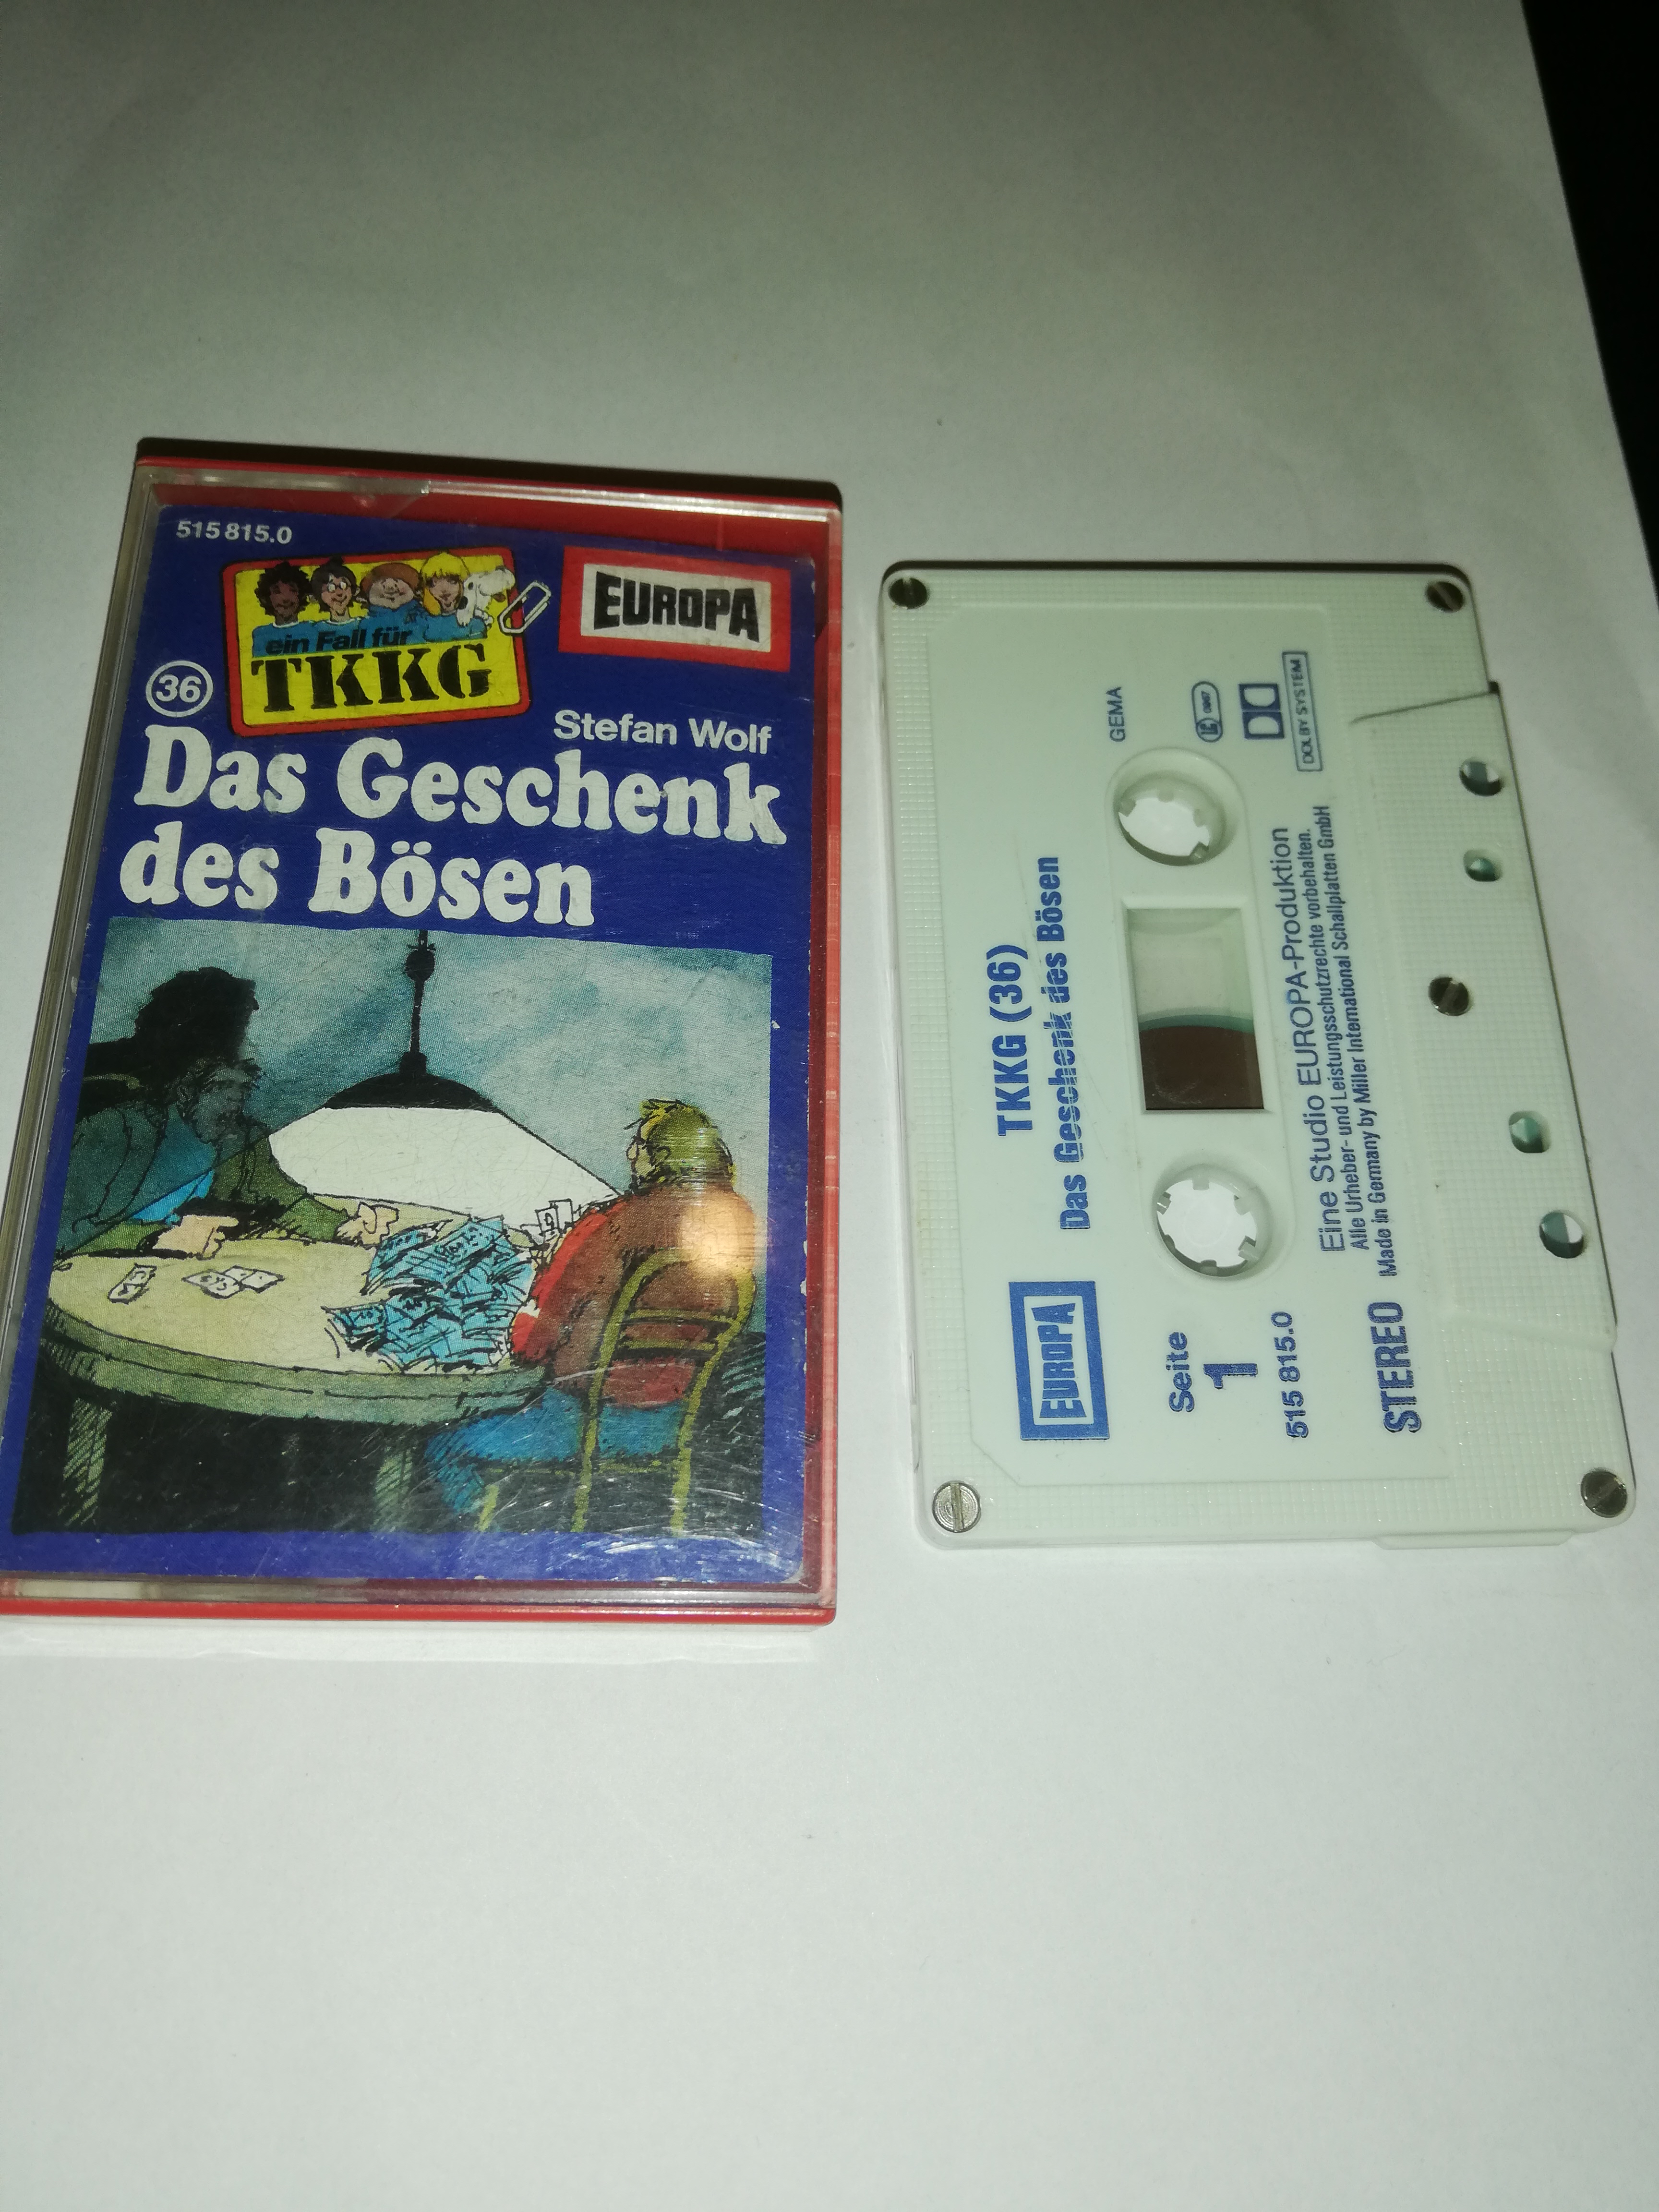 515 815.0
ein Fall für
TKKG
EUROPA
36
Stefan Wolf
Das Geschenk
des Bösen
TKKG (36)
Das Geschenk des Bösen
EUROPA
GEMA
Seite
1
515 815.0
LC
DOLBY SYSTEM
Eine Studio EUROPA-Produktion
Alle Urheber- und Leistungsschutzrechte vorbehalten.
Made in Germany by Miller International Schallplatten GmbH
STEREO